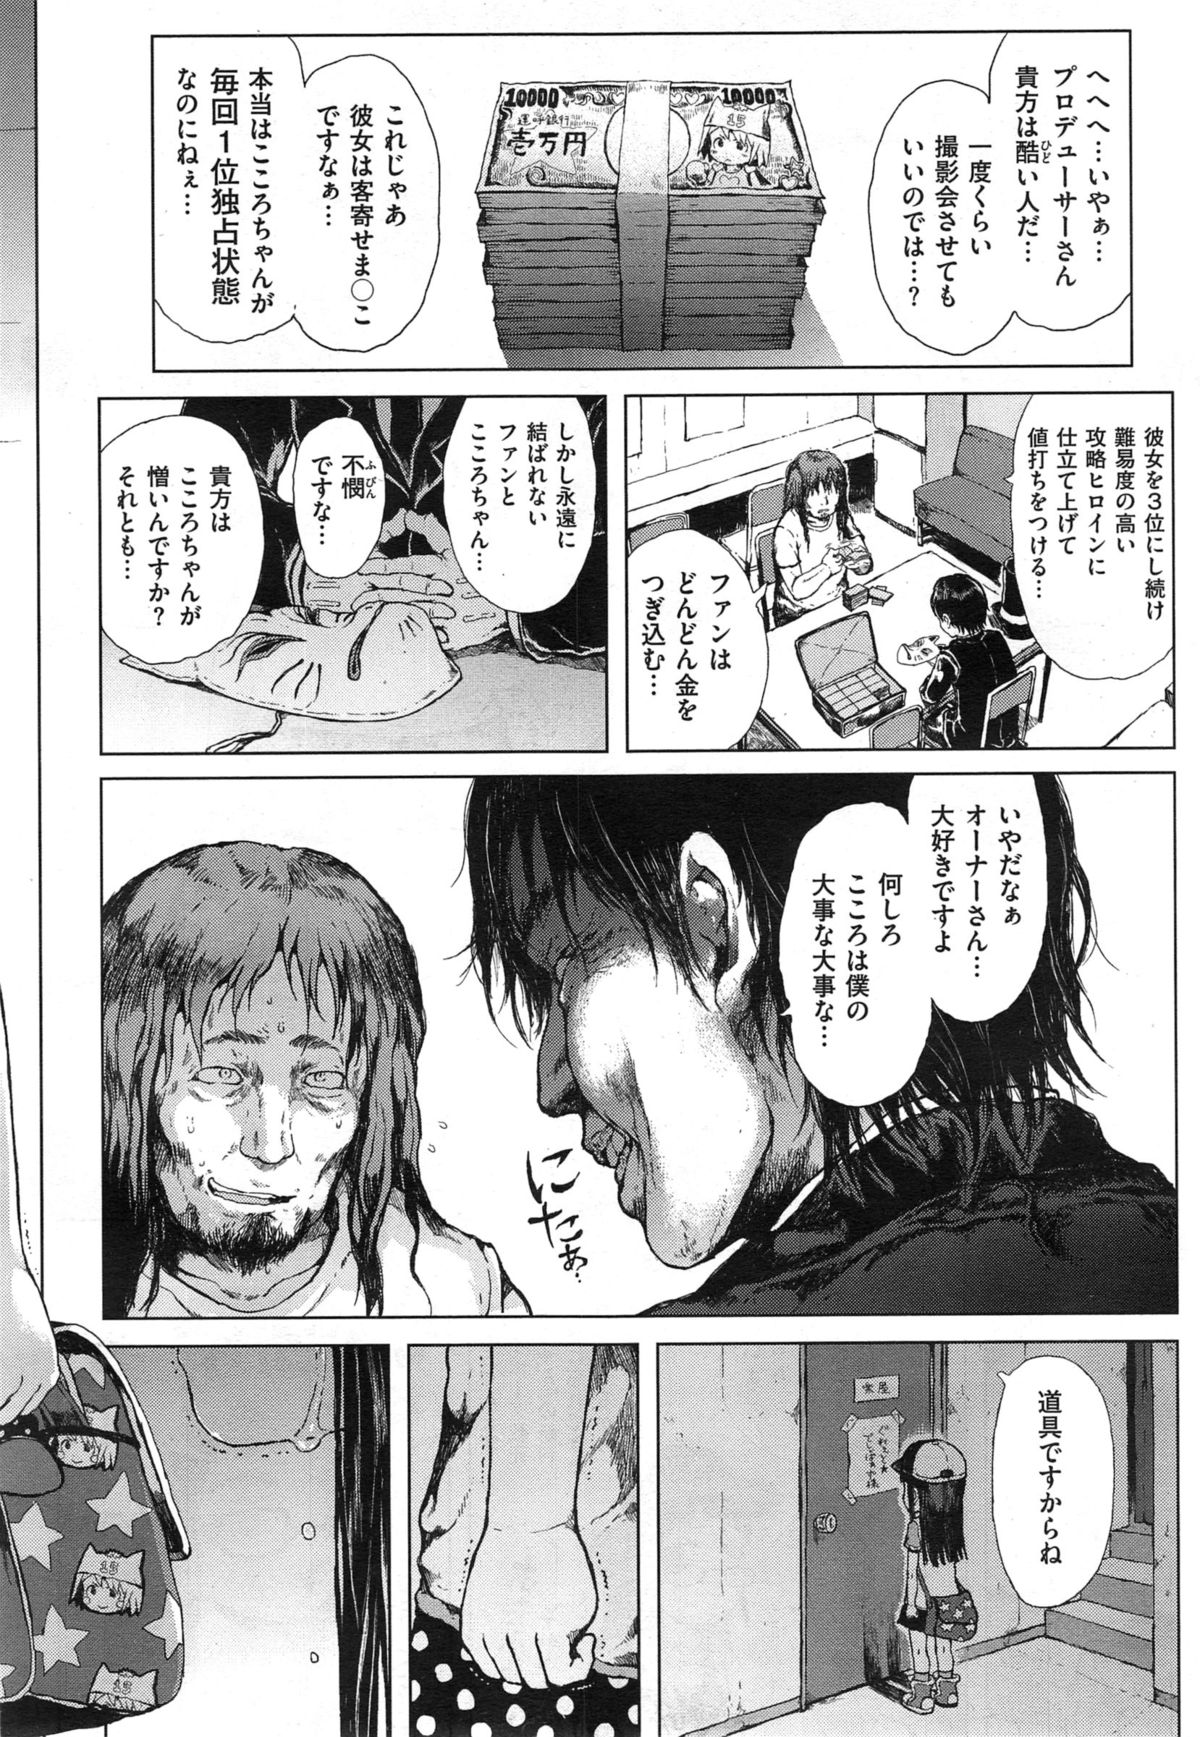 へへへ…いやぁ…
プロデューサーさん
貴方は酷い人だ…
ひど
一度くらい
撮影会させても
いいのでは…?
10000
10000
壱万円
15
これじゃあ
彼女は客寄せま◯こ
ですなぁ…
本当はこころちゃんが
毎回1位独占状態
なのにねぇ…
彼女を3位にし続け
難易度の高い
攻略ヒロインに
仕立て上げて
値打ちをつける…
ファンは
どんどん金を
つぎ込む…
しかし永遠に
結ばれない
ファンと
こころちゃん…
不憫
ふびん
ですな…
貴方は
こころちゃんが
憎いんですか?
それとも…
いやだなぁ
オーナーさん…
大好きですよ
何しろ
こころは僕の
大事な大事な…
にたぁ
道具ですからね
楽屋
15
15